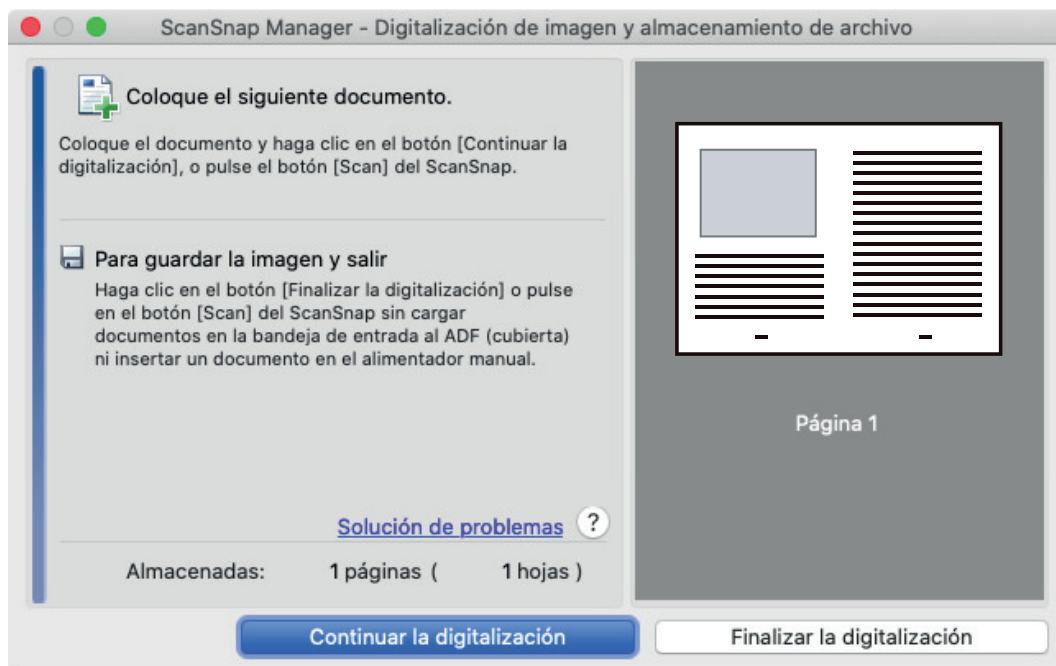 ScanSnap Manager - Digitalización de imagen y almacenamiento de archivo
Coloque el siguiente documento.
Coloque el documento y haga clic en el botón [Continuar la
digitalización], o pulse el botón [Scan] del ScanSnap.
Para guardar la imagen y salir
Haga clic en el botón [Finalizar la digitalización] o pulse
en el botón [Scan] del ScanSnap sin cargar
documentos en la bandeja de entrada al ADF (cubierta)
ni insertar un documento en el alimentador manual.
Solución de problemas ?
Almacenadas: 1 páginas ( 1 hojas )
Página 1
Continuar la digitalización
Finalizar la digitalización